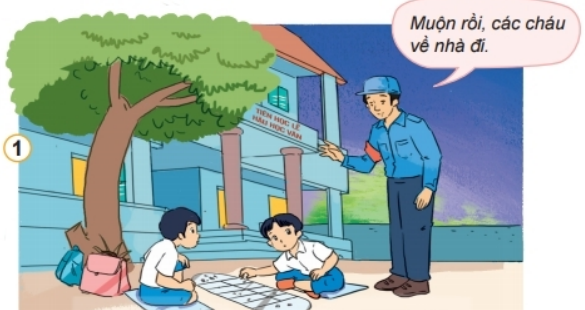 Muộn rồi, các cháu
về nhà đi.
1
TIÊN HỌC LỄ
HẬU HỌC VĂN